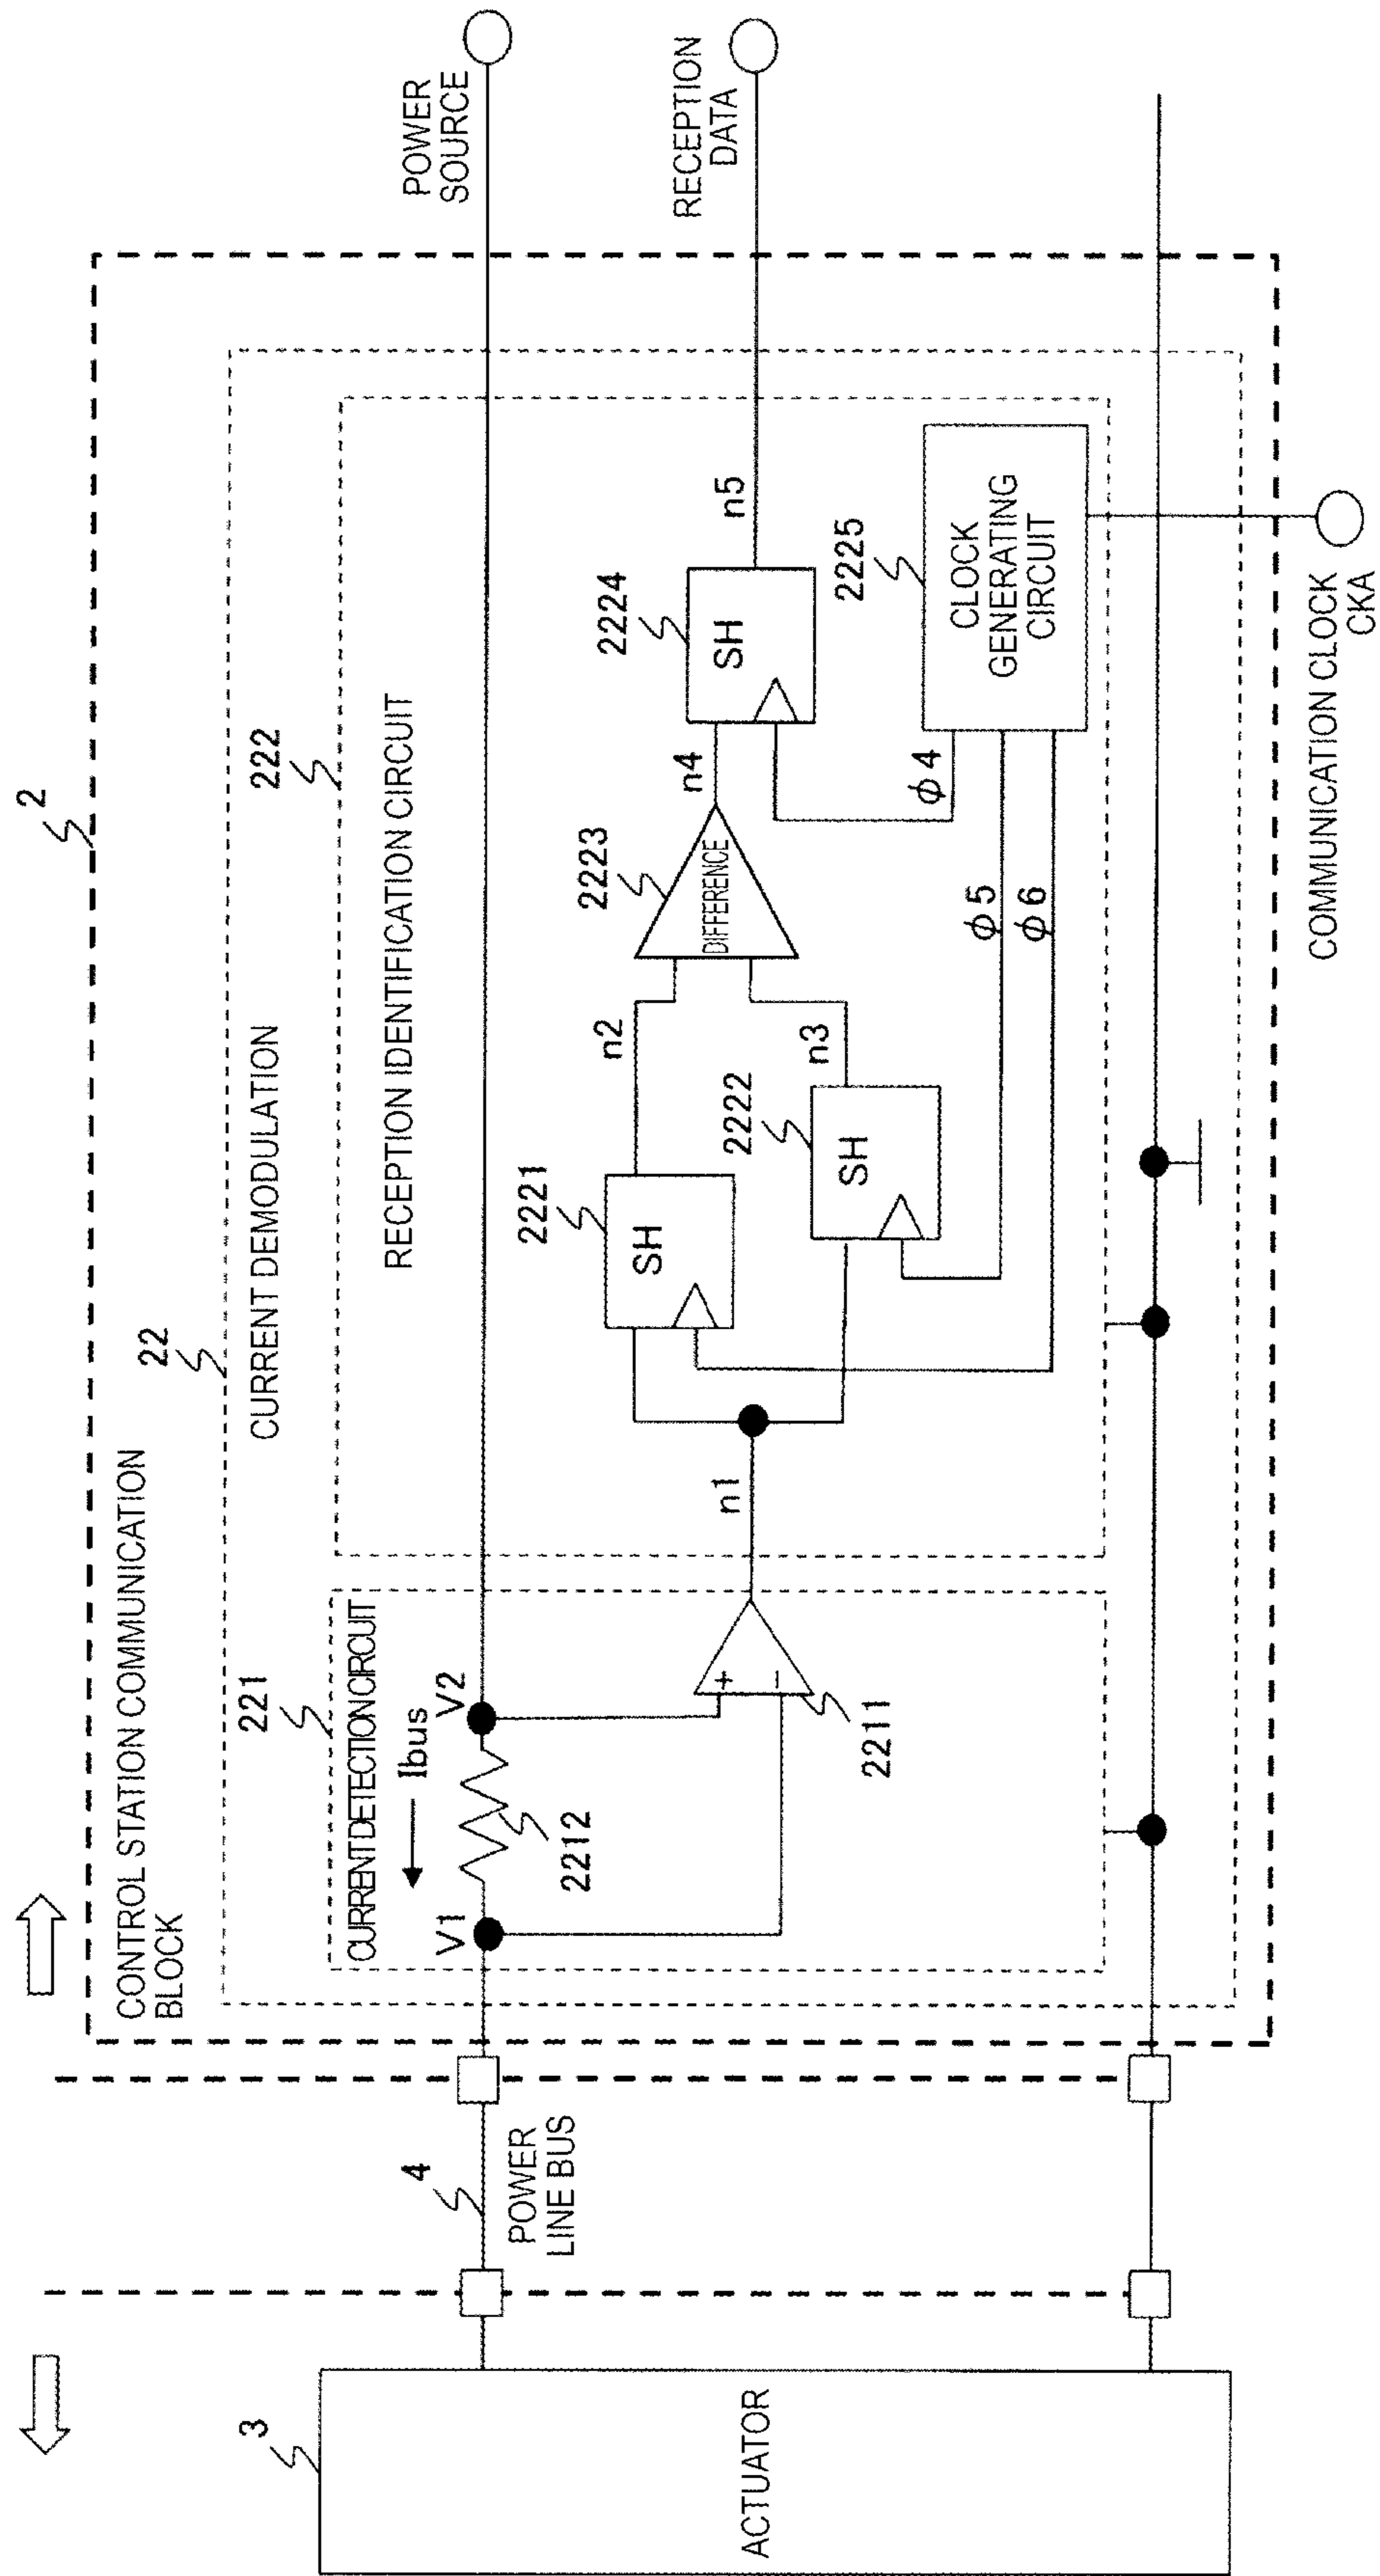 2
CONTROL STATION COMMUNICATION
BLOCK
22
CURRENT DEMODULATION
221
CURRENT DETECTION CIRCUIT
222
RECEPTION IDENTIFICATION CIRCUIT
3
ACTUATOR
4
POWER
LINE BUS
V1
Ibus
V2
2212
+
−
2211
n1
SH
2221
SH
2222
n2
n3
DIFFERENCE
2223
n4
SH
2224
n5
ϕ4
ϕ5
ϕ6
2225
CLOCK
GENERATING
CIRCUIT
POWER
SOURCE
RECEPTION
DATA
COMMUNICATION CLOCK
CKA